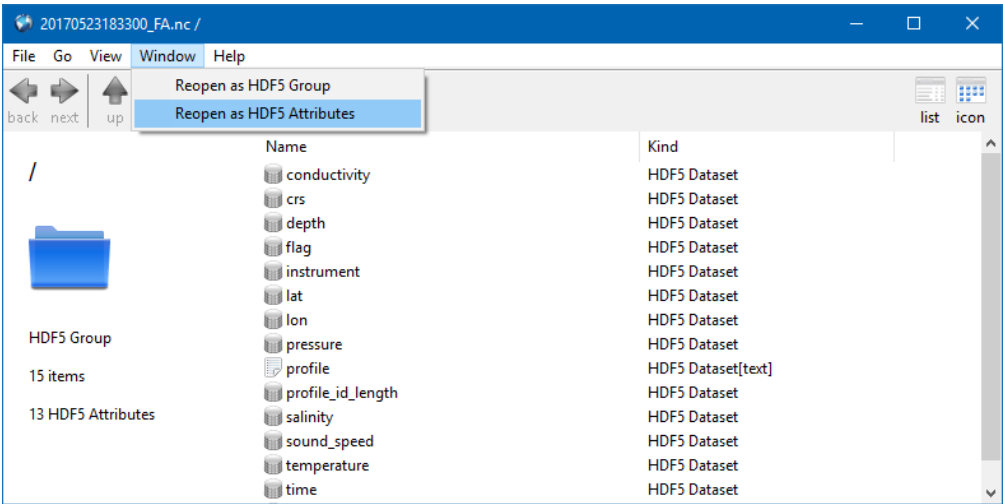 20170523183300_FA.nc /
File Go View Window Help
Reopen as HDF5 Group
Reopen as HDF5 Attributes
back next up list icon
Name Kind
/
conductivity HDF5 Dataset
crs HDF5 Dataset
depth HDF5 Dataset
flag HDF5 Dataset
instrument HDF5 Dataset
lat HDF5 Dataset
lon HDF5 Dataset
HDF5 Group
pressure HDF5 Dataset
profile HDF5 Dataset[text]
15 items
profile_id_length HDF5 Dataset
13 HDF5 Attributes
salinity HDF5 Dataset
sound_speed HDF5 Dataset
temperature HDF5 Dataset
time HDF5 Dataset